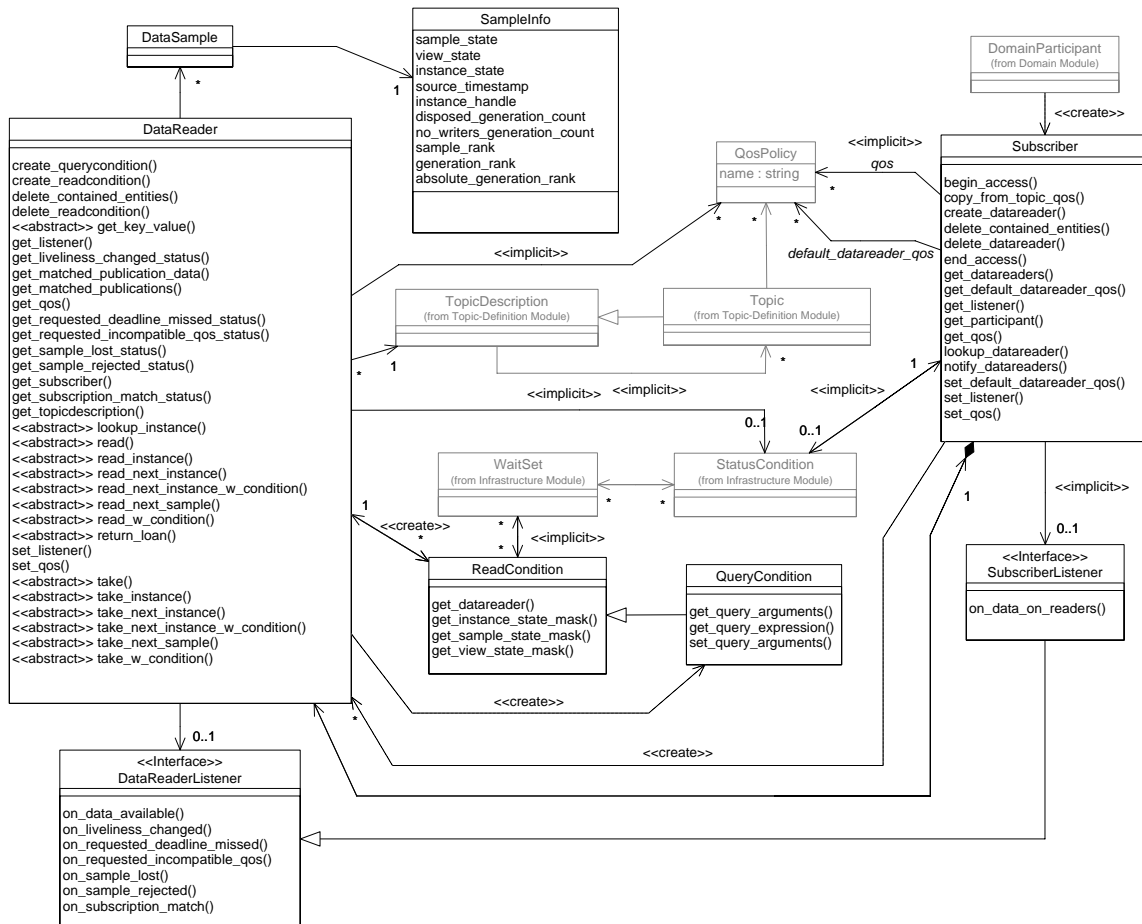 DataSample
*
SampleInfo
sample_state
view_state
instance_state
source_timestamp
instance_handle
disposed_generation_count
no_writers_generation_count
sample_rank
generation_rank
absolute_generation_rank
1
DomainParticipant
(from Domain Module)
<<create>>
DataReader
create_querycondition()
create_readcondition()
delete_contained_entities()
delete_readcondition()
<<abstract>> get_key_value()
get_listener()
get_liveliness_changed_status()
get_matched_publication_data()
get_matched_publications()
get_qos()
get_requested_deadline_missed_status()
get_requested_incompatible_qos_status()
get_sample_lost_status()
get_sample_rejected_status()
get_subscriber()
get_subscription_match_status()
get_topicdescription()
<<abstract>> lookup_instance()
<<abstract>> read()
<<abstract>> read_instance()
<<abstract>> read_next_instance()
<<abstract>> read_next_instance_w_condition()
<<abstract>> read_next_sample()
<<abstract>> read_w_condition()
<<abstract>> return_loan()
set_listener()
set_qos()
<<abstract>> take()
<<abstract>> take_instance()
<<abstract>> take_next_instance()
<<abstract>> take_next_instance_w_condition()
<<abstract>> take_next_sample()
<<abstract>> take_w_condition()
QosPolicy
name : string
*
*
*
*
<<implicit>>
qos
default_datareader_qos
<<implicit>>
Subscriber
begin_access()
copy_from_topic_qos()
create_datareader()
delete_contained_entities()
delete_datareader()
end_access()
get_datareaders()
get_default_datareader_qos()
get_listener()
get_participant()
get_qos()
lookup_datareader()
notify_datareaders()
set_default_datareader_qos()
set_listener()
set_qos()
TopicDescription
(from Topic-Definition Module)
Topic
(from Topic-Definition Module)
*
1
*
1
<<implicit>>
<<implicit>>
<<implicit>>
0..1
0..1
WaitSet
(from Infrastructure Module)
StatusCondition
(from Infrastructure Module)
*
*
1
<<create>>
*
*
*
<<implicit>>
1
<<implicit>>
0..1
ReadCondition
get_datareader()
get_instance_state_mask()
get_sample_state_mask()
get_view_state_mask()
QueryCondition
get_query_arguments()
get_query_expression()
set_query_arguments()
<<Interface>>
SubscriberListener
on_data_on_readers()
<<create>>
*
<<create>>
0..1
<<Interface>>
DataReaderListener
on_data_available()
on_liveliness_changed()
on_requested_deadline_missed()
on_requested_incompatible_qos()
on_sample_lost()
on_sample_rejected()
on_subscription_match()